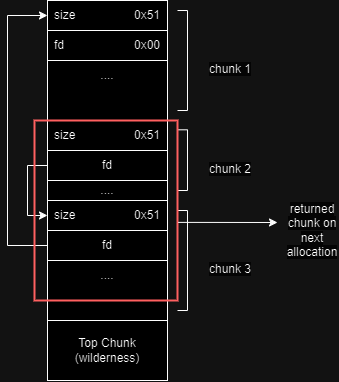 size 0x51
fd 0x00
....
chunk 1
size 0x51
fd
....
chunk 2
size 0x51
fd
....
chunk 3
returned
chunk on
next
allocation
Top Chunk
(wilderness)